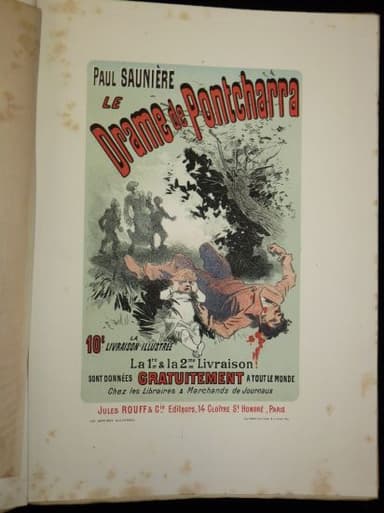 PAUL SAUNIÈRE
LE
Drame de Pontcharra
10c LA
LIVRAISON ILLUSTRÉE
La 1re & la 2me Livraison
SONT DONNÉES GRATUITEMENT A TOUT LE MONDE
Chez les Libraires & Marchands de Journaux
JULES ROUFF & Cie Editeurs, 14 CLOÎTRE St HONORÉ, PARIS